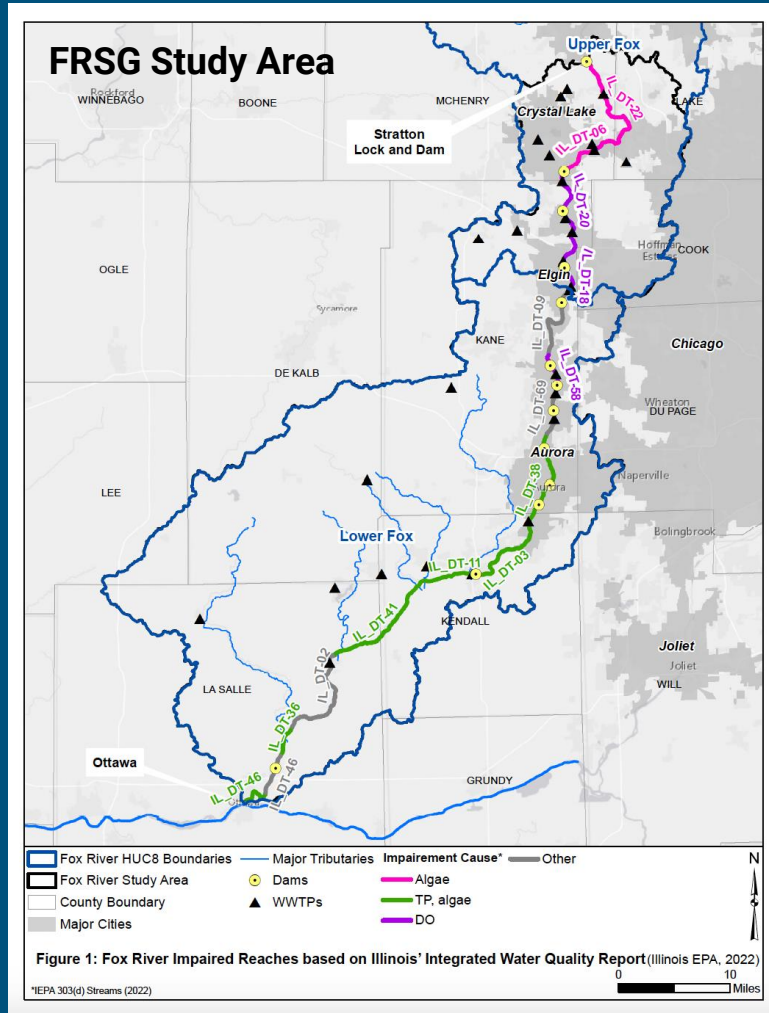 FRSG Study Area
Upper Fox
Rockford
WINNEBAGO
BOONE
MCHENRY
LAKE
Crystal Lake
IL_DT-22
Stratton
Lock and Dam
IL_DT-06
IL_DT-20
OGLE
Hoffman
Estates
COOK
Elgin
IL_DT-18
Sycamore
IL_DT-09
KANE
Chicago
DE KALB
IL_DT-58
IL_DT-69
Wheaton
DU PAGE
LEE
Aurora
Naperville
Aurora
IL_DT-38
Bolingbrook
Lower Fox
IL_DT-11
IL_DT-03
IL_DT-41
KENDALL
Joliet
Joliet
WILL
IL_DT-02
LA SALLE
IL_DT-36
Ottawa
GRUNDY
IL_DT-46
IL_DT-46
Fox River HUC8 Boundaries
Major Tributaries
Impairement Cause*
Other
Fox River Study Area
Dams
Algae
County Boundary
WWTPs
TP, algae
Major Cities
DO
N
Figure 1: Fox River Impaired Reaches based on Illinois' Integrated Water Quality Report (Illinois EPA, 2022)
*IEPA 303(d) Streams (2022)
0 10
Miles